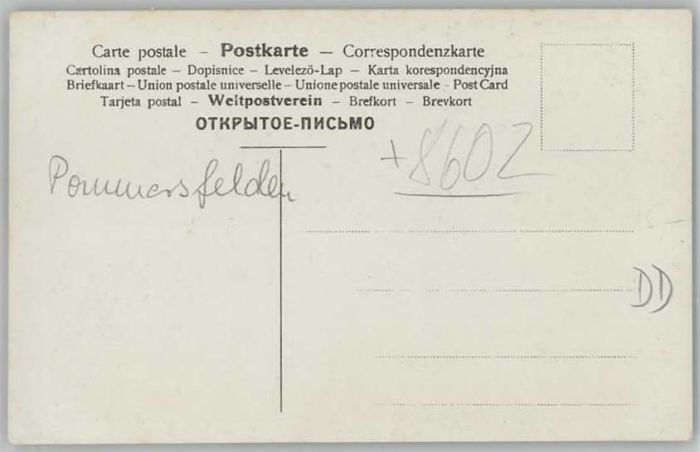 Carte postale – Postkarte – Correspondenzkarte
Cartolina postale – Dopisnice – Levelező-Lap – Karta korespondencyjna
Briefkaart – Union postale universelle – Unione postale universale – Post Card
Tarjeta postal – Weltpostverein – Brefkort – Brevkort
ОТКРЫТОЕ-ПИСЬМО
+8602
Pommersfelden
DD